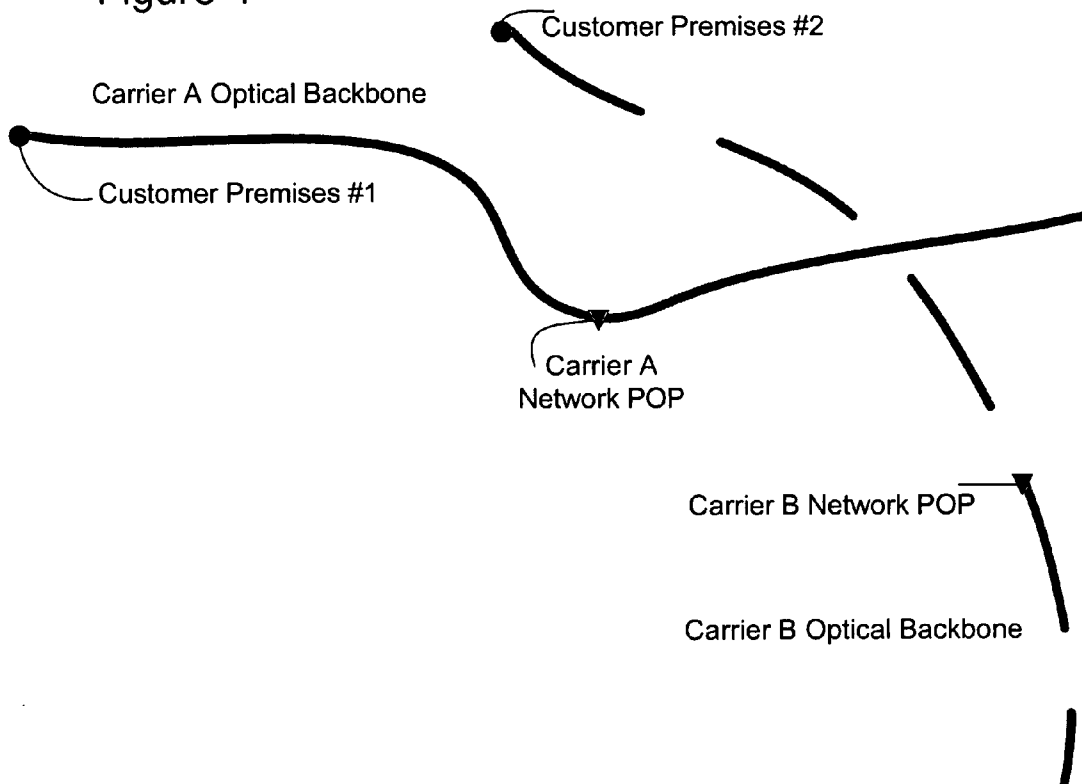 Customer Premises #2
Carrier A Optical Backbone
Customer Premises #1
Carrier A
Network POP
Carrier B Network POP
Carrier B Optical Backbone